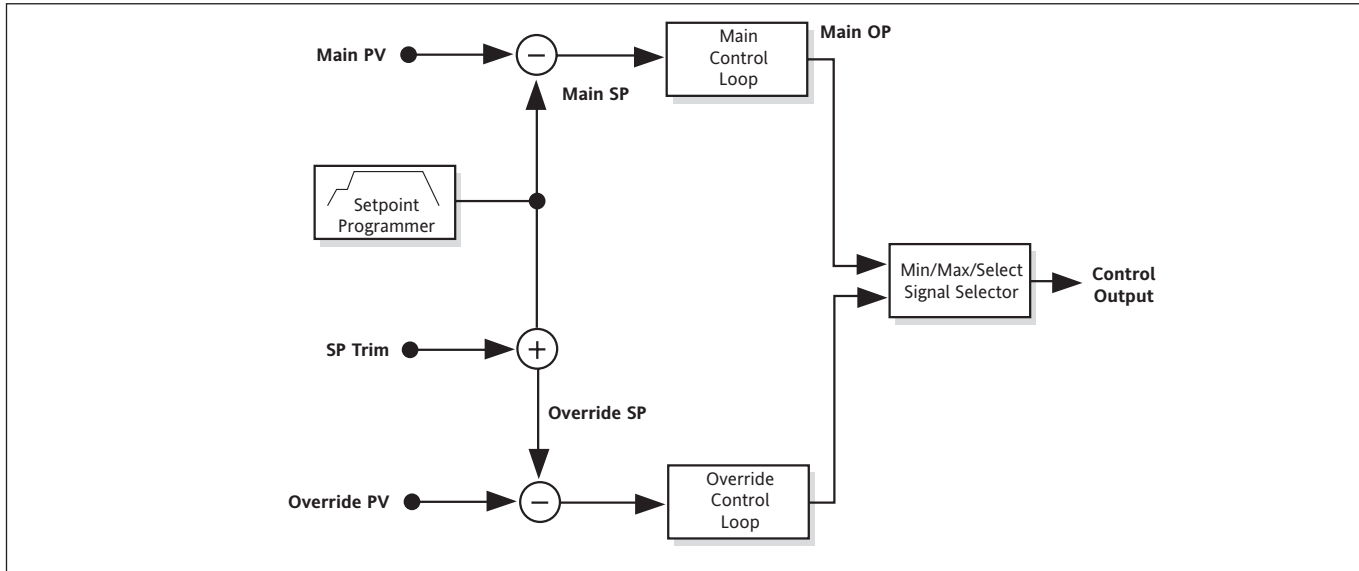 Main PV
−
Main
Control
Loop
Main OP
Main SP
Setpoint
Programmer
Min/Max/Select
Signal Selector
Control
Output
SP Trim
+
Override SP
Override PV
−
Override
Control
Loop